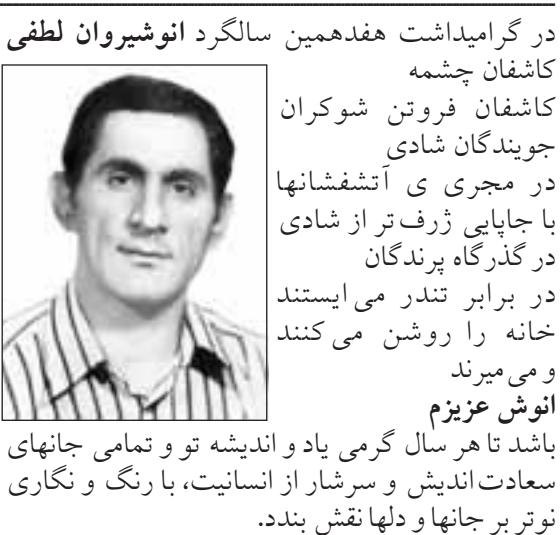 در گرامیداشت هفدهمین سالگرد انوشیروان لطفی
کاشفان چشمه
کاشفان فروتن شوکران
جویندگان شادی
در مجری ی آتشفشانها
با جاپایی ژرف‌تر از شادی
در گذرگاه پرندگان
در برابر تندر می‌ایستند
خانه را روشن می‌کنند
و می‌میرند
انوش عزیزم
باشد تا هر سال گرمی یاد و اندیشه تو و تمامی جانهای
سعادت‌اندیش و سرشار از انسانیت، با رنگ و نگاری
نوتر بر جانها و دلها نقش بندد.